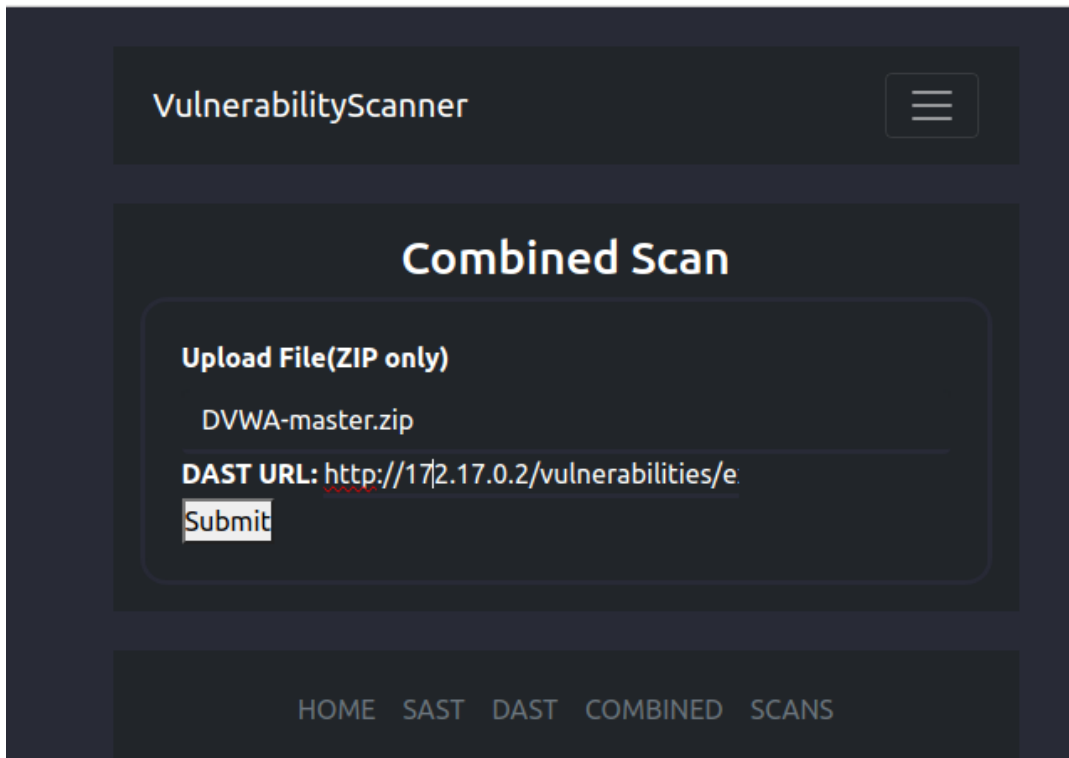 VulnerabilityScanner
Combined Scan
Upload File(ZIP only)
DVWA-master.zip
DAST URL: http://172.17.0.2/vulnerabilities/e
Submit
HOME SAST DAST COMBINED SCANS